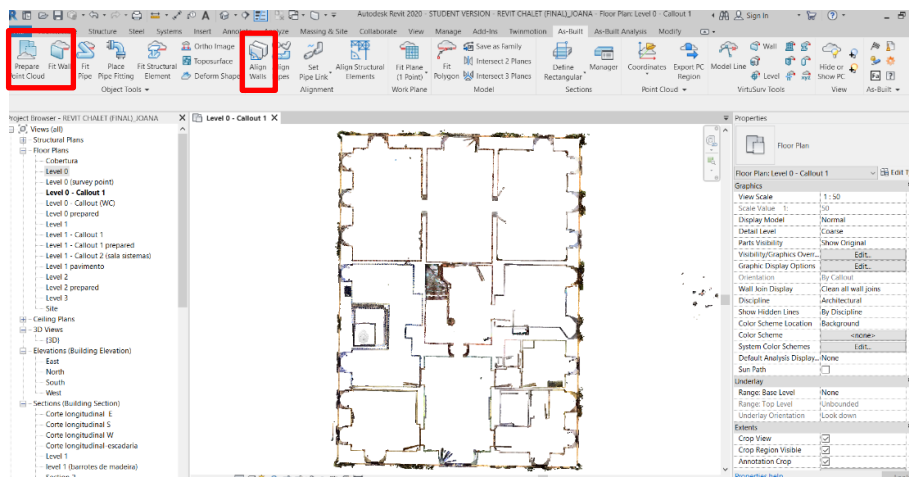 Autodesk Revit 2020 - STUDENT VERSION - REVIT CHALET (FINAL)_JOANA - Floor Plan: Level 0 - Callout 1
Sign In
Structure Steel Systems Insert Analyze Massing & Site Collaborate View Manage Add-Ins Twinmotion As-Built As-Built Analysis Modify
Prepare Point Cloud
Fit Wall
Fit Pipe
Place Pipe Fitting
Fit Structural Element
Ortho Image
Toposurface
Deform Shape
Align Walls
Set Pipe Link
Align Structural Elements
Fit Plane (1 Point)
Fit Polygon
Save as Family
Intersect 2 Planes
Intersect 3 Planes
Define Rectangular
Manager
Coordinates
Export PC Region
Model Line
Wall
Level
Hide or Show PC
Object Tools
Alignment
Work Plane
Model
Sections
Point Cloud
VirtuSurv Tools
View
As-Built
Project Browser - REVIT CHALET (FINAL)_JOANA
Views (all)
Structural Plans
Floor Plans
Cobertura
Level 0
Level 0 (survey point)
Level 0 - Callout 1
Level 0 - Callout (WC)
Level 0 prepared
Level 1
Level 1 - Callout 1
Level 1 - Callout 1 prepared
Level 1 - Callout 2 (sala sistemas)
Level 1 pavimento
Level 2
Level 2 prepared
Level 3
Site
Ceiling Plans
3D Views
{3D}
Elevations (Building Elevation)
East
North
South
West
Sections (Building Section)
Corte longitudinal E
Corte longitudinal S
Corte longitudinal W
Corte longitudinal-escadaria
Level 1
level 1 (barrotes de madeira)
Level 0 - Callout 1
Properties
Floor Plan
Floor Plan: Level 0 - Callout 1
Edit T
Graphics
View Scale 1 : 50
Scale Value 1: 50
Display Model Normal
Detail Level Coarse
Parts Visibility Show Original
Visibility/Graphics Overr... Edit...
Graphic Display Options Edit...
Orientation By Callout
Wall Join Display Clean all wall joins
Discipline Architectural
Show Hidden Lines By Discipline
Color Scheme Location Background
Color Scheme <none>
System Color Schemes Edit...
Default Analysis Display... None
Sun Path
Underlay
Range: Base Level None
Range: Top Level Unbounded
Underlay Orientation Look down
Extents
Crop View
Crop Region Visible
Annotation Crop
Properties help